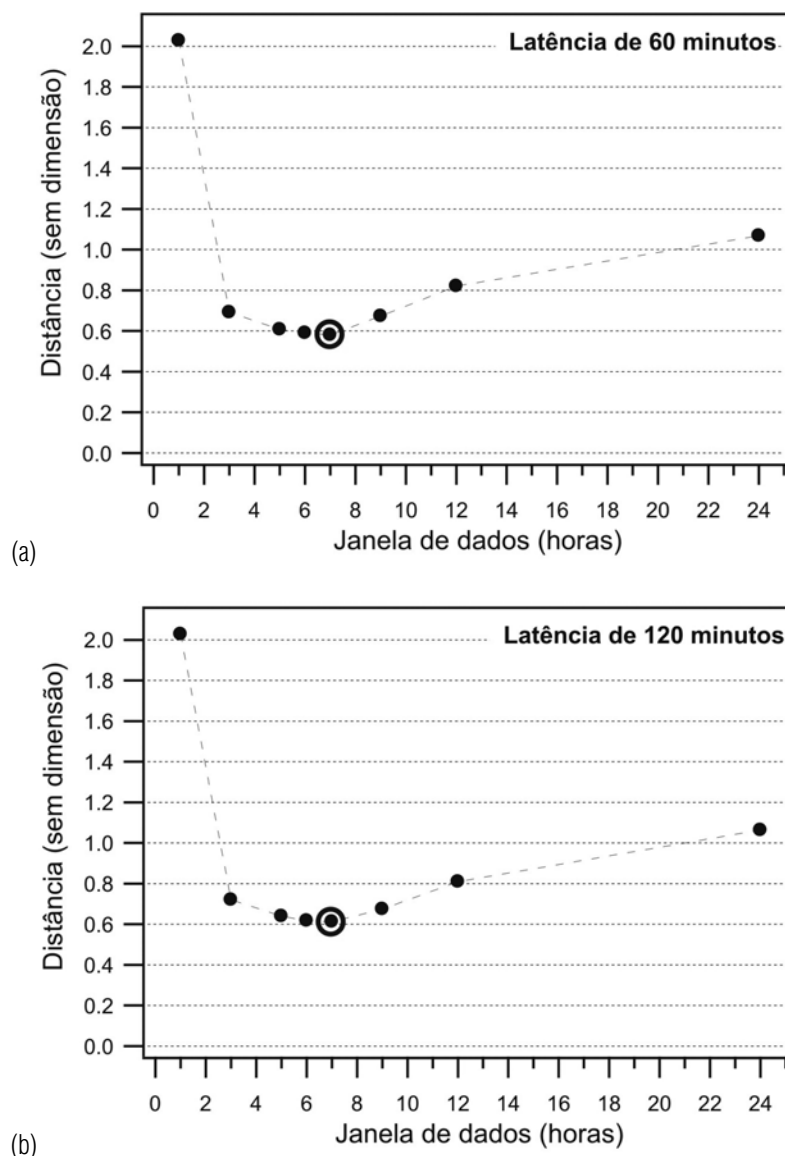 Latência de 60 minutos
Distância (sem dimensão)
2.0
1.8
1.6
1.4
1.2
1.0
0.8
0.6
0.4
0.2
0.0
0 2 4 6 8 10 12 14 16 18 20 22 24
Janela de dados (horas)
(a)
Latência de 120 minutos
Distância (sem dimensão)
2.0
1.8
1.6
1.4
1.2
1.0
0.8
0.6
0.4
0.2
0.0
0 2 4 6 8 10 12 14 16 18 20 22 24
Janela de dados (horas)
(b)